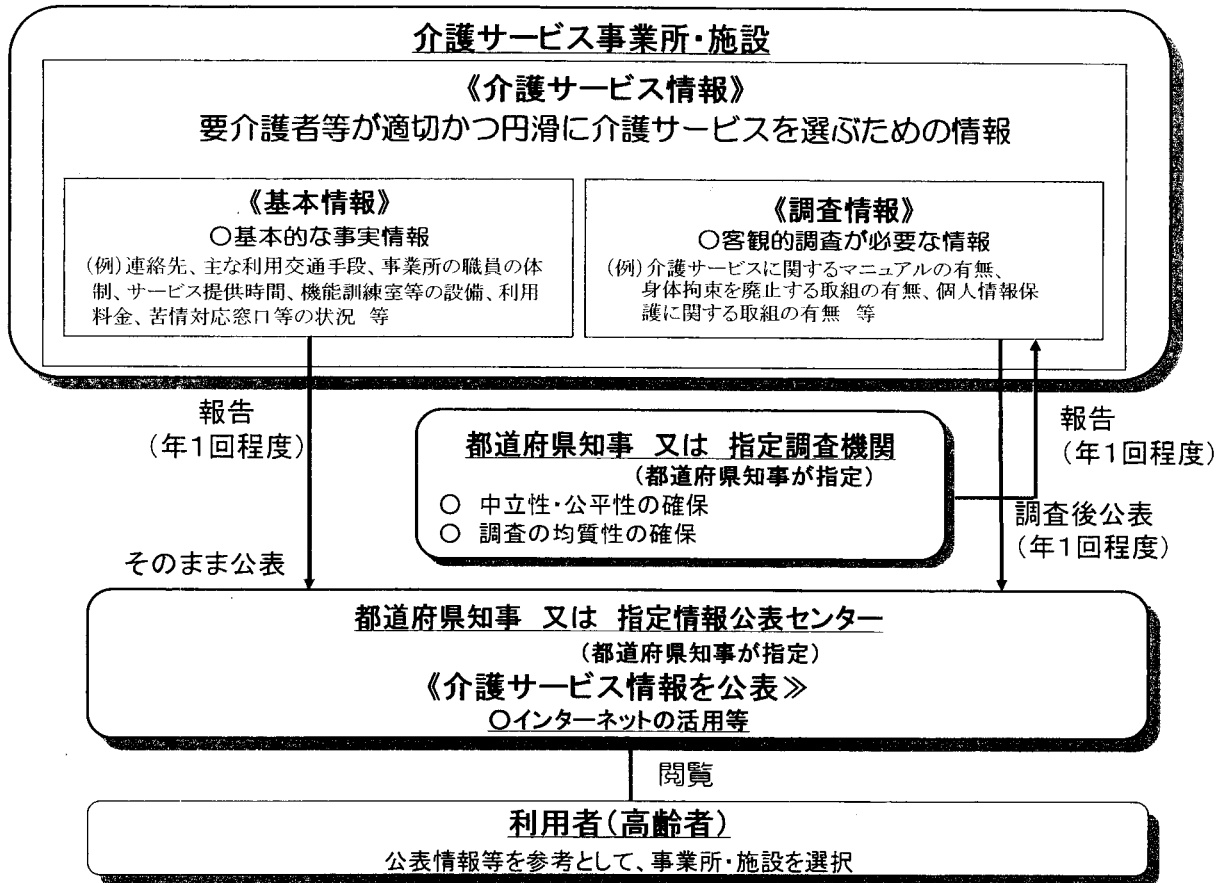 介護サービス事業所・施設
《介護サービス情報》
要介護者等が適切かつ円滑に介護サービスを選ぶための情報
《基本情報》
○基本的な事実情報
(例)連絡先、主な利用交通手段、事業所の職員の体
制、サービス提供時間、機能訓練室等の設備、利用
料金、苦情対応窓口等の状況 等
《調査情報》
○客観的調査が必要な情報
(例)介護サービスに関するマニュアルの有無、
身体拘束を廃止する取組の有無、個人情報保
護に関する取組の有無 等
報告
(年1回程度)
都道府県知事 又は 指定調査機関
(都道府県知事が指定)
○ 中立性・公平性の確保
○ 調査の均質性の確保
報告
(年1回程度)
調査後公表
(年1回程度)
そのまま公表
都道府県知事 又は 指定情報公表センター
(都道府県知事が指定)
《介護サービス情報を公表≫
○インターネットの活用等
閲覧
利用者(高齢者)
公表情報等を参考として、事業所・施設を選択